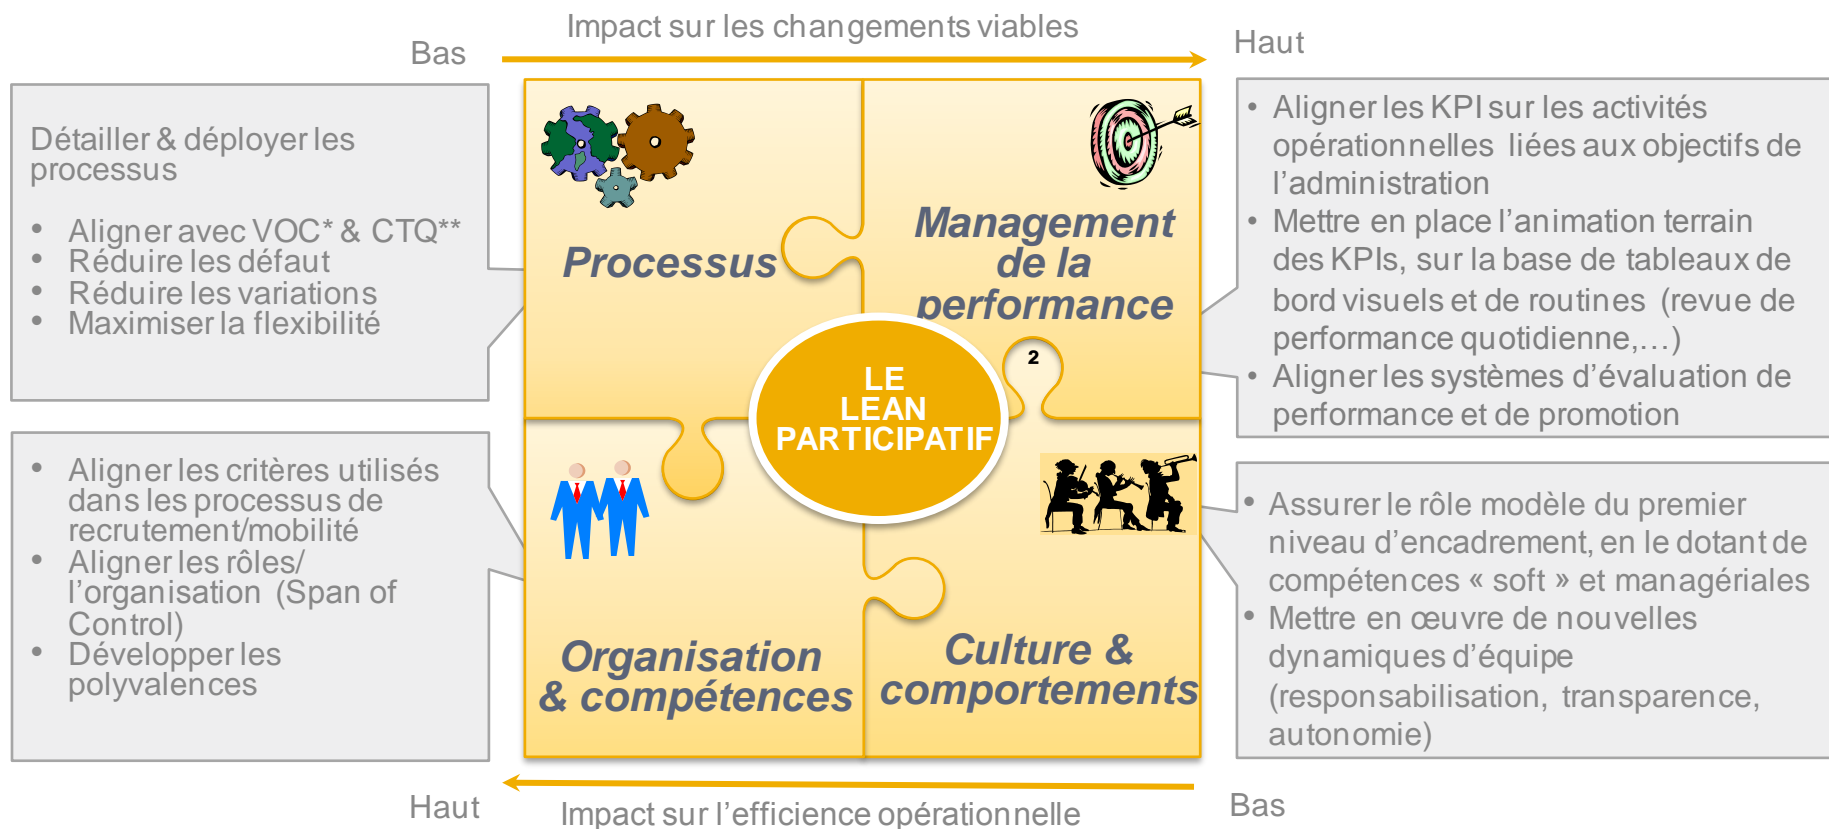 Impact sur les changements viables
Bas
Haut
Détailler & déployer les
processus
• Aligner avec VOC* & CTQ**
• Réduire les défaut
• Réduire les variations
• Maximiser la flexibilité
Processus
Management
de la
performance
• Aligner les KPI sur les activités
opérationnelles liées aux objectifs de
l’administration
• Mettre en place l’animation terrain
des KPIs, sur la base de tableaux de
bord visuels et de routines (revue de
performance quotidienne,…)
• Aligner les systèmes d’évaluation de
performance et de promotion
2
LE
LEAN
PARTICIPATIF
• Aligner les critères utilisés
dans les processus de
recrutement/mobilité
• Aligner les rôles/
l’organisation (Span of
Control)
• Développer les
polyvalences
Organisation
& compétences
Culture &
comportements
• Assurer le rôle modèle du premier
niveau d’encadrement, en le dotant de
compétences « soft » et managériales
• Mettre en œuvre de nouvelles
dynamiques d’équipe
(responsabilisation, transparence,
autonomie)
Haut
Impact sur l’efficience opérationnelle
Bas